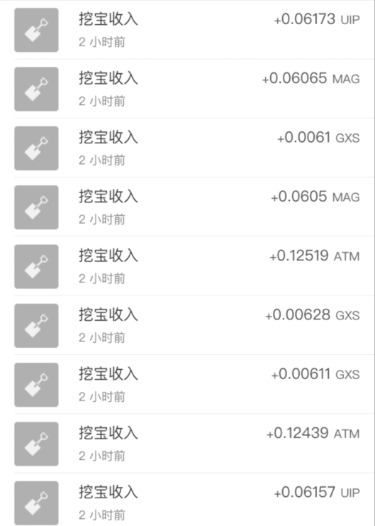 挖宝收入 +0.06173 UIP
2 小时前
挖宝收入 +0.06065 MAG
2 小时前
挖宝收入 +0.0061 GXS
2 小时前
挖宝收入 +0.0605 MAG
2 小时前
挖宝收入 +0.12519 ATM
2 小时前
挖宝收入 +0.00628 GXS
2 小时前
挖宝收入 +0.00611 GXS
2 小时前
挖宝收入 +0.12439 ATM
2 小时前
挖宝收入 +0.06157 UIP
2 小时前